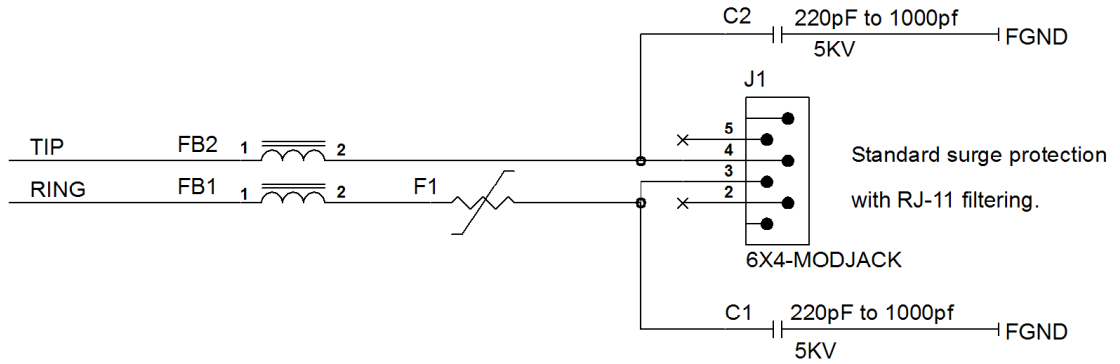 C2 220pF to 1000pf
5KV
FGND
J1
TIP FB2 1 2
5
4
RING FB1 1 2 F1
3
2
Standard surge protection
with RJ-11 filtering.
6X4-MODJACK
C1 220pF to 1000pf
5KV
FGND